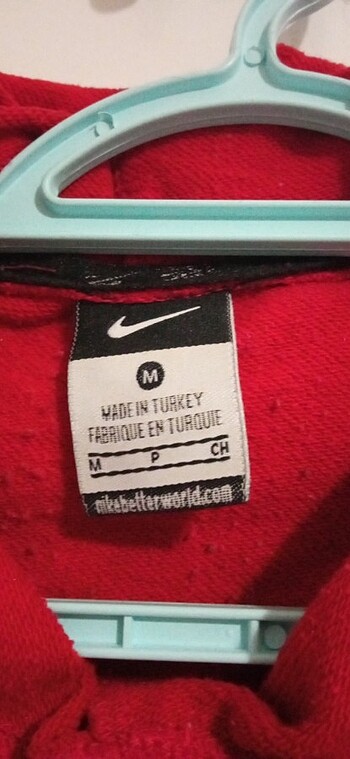 M
MADE IN TURKEY
FABRIQUE EN TURQUIE
M P CH
nikebetterworld.com